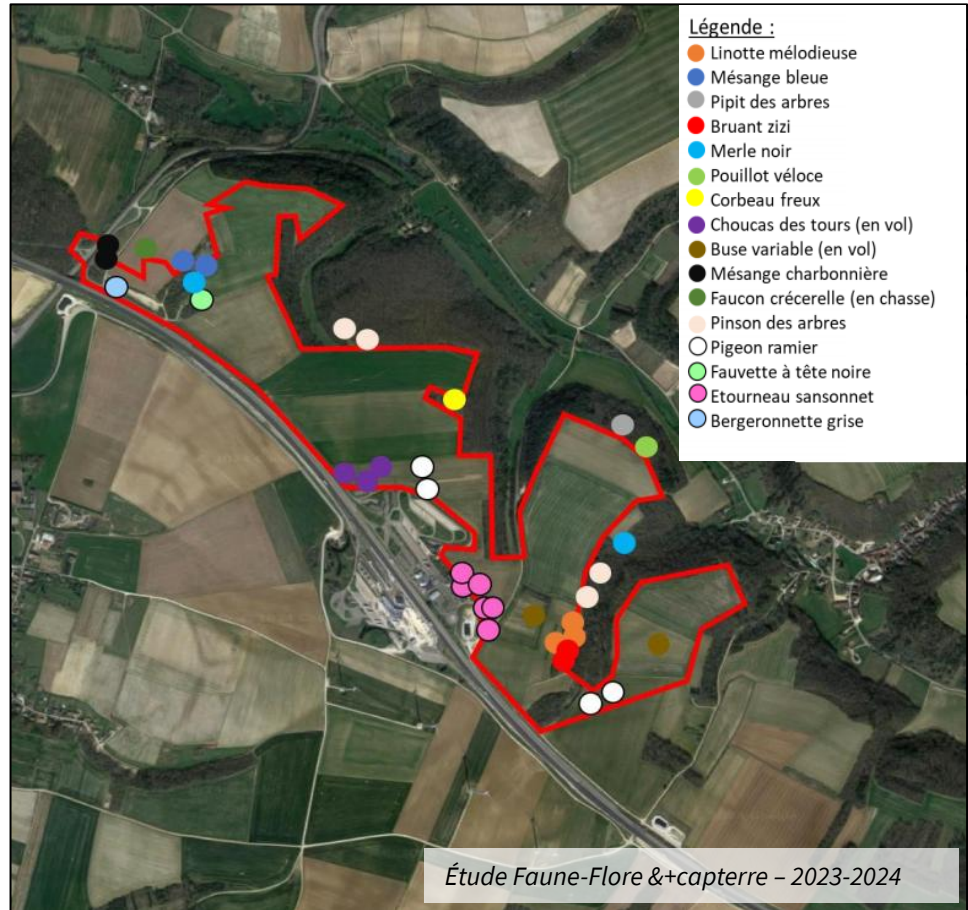 Légende :
Linotte mélodieuse
Mésange bleue
Pipit des arbres
Bruant zizi
Merle noir
Pouillot véloce
Corbeau freux
Choucas des tours (en vol)
Buse variable (en vol)
Mésange charbonnière
Faucon crécerelle (en chasse)
Pinson des arbres
Pigeon ramier
Fauvette à tête noire
Etourneau sansonnet
Bergeronnette grise
Étude Faune-Flore &+capterre – 2023-2024